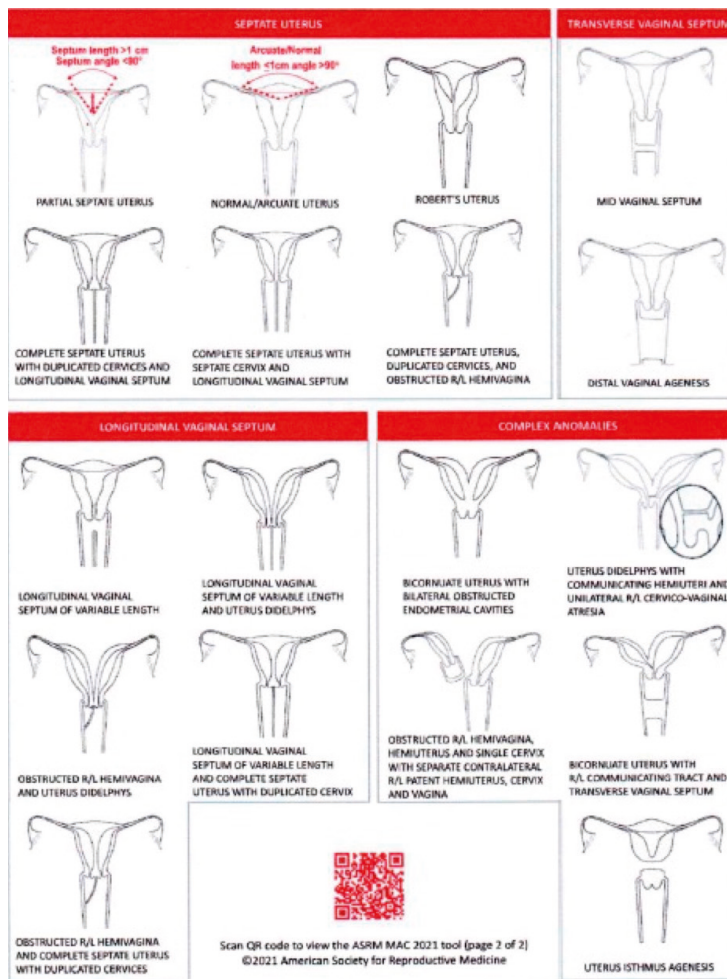 SEPTATE UTERUS
Septum length >1 cm
Septum angle <90°
PARTIAL SEPTATE UTERUS
Arcuate/Normal
length ≤1cm angle >90°
NORMAL/ARCUATE UTERUS
ROBERT'S UTERUS
COMPLETE SEPTATE UTERUS
WITH DUPLICATED CERVICES AND
LONGITUDINAL VAGINAL SEPTUM
COMPLETE SEPTATE UTERUS WITH
SEPTATE CERVIX AND
LONGITUDINAL VAGINAL SEPTUM
COMPLETE SEPTATE UTERUS,
DUPLICATED CERVICES, AND
OBSTRUCTED R/L HEMIVAGINA
TRANSVERSE VAGINAL SEPTUM
MID VAGINAL SEPTUM
DISTAL VAGINAL AGENESIS
LONGITUDINAL VAGINAL SEPTUM
LONGITUDINAL VAGINAL
SEPTUM OF VARIABLE LENGTH
LONGITUDINAL VAGINAL
SEPTUM OF VARIABLE LENGTH
AND UTERUS DIDELPHYS
OBSTRUCTED R/L HEMIVAGINA
AND UTERUS DIDELPHYS
LONGITUDINAL VAGINAL
SEPTUM OF VARIABLE LENGTH
AND COMPLETE SEPTATE
UTERUS WITH DUPLICATED CERVIX
OBSTRUCTED R/L HEMIVAGINA
AND COMPLETE SEPTATE UTERUS
WITH DUPLICATED CERVICES
COMPLEX ANOMALIES
BICORNUATE UTERUS WITH
BILATERAL OBSTRUCTED
ENDOMETRIAL CAVITIES
UTERUS DIDELPHYS WITH
COMMUNICATING HEMIUTERI AND
UNILATERAL R/L CERVICO-VAGINAL
ATRESIA
OBSTRUCTED R/L HEMIVAGINA,
HEMIUTERUS AND SINGLE CERVIX
WITH SEPARATE CONTRALATERAL
R/L PATENT HEMIUTERUS, CERVIX
AND VAGINA
BICORNUATE UTERUS WITH
R/L COMMUNICATING TRACT AND
TRANSVERSE VAGINAL SEPTUM
UTERUS ISTHMUS AGENESIS
Scan QR code to view the ASRM MAC 2021 tool (page 2 of 2)
©2021 American Society for Reproductive Medicine